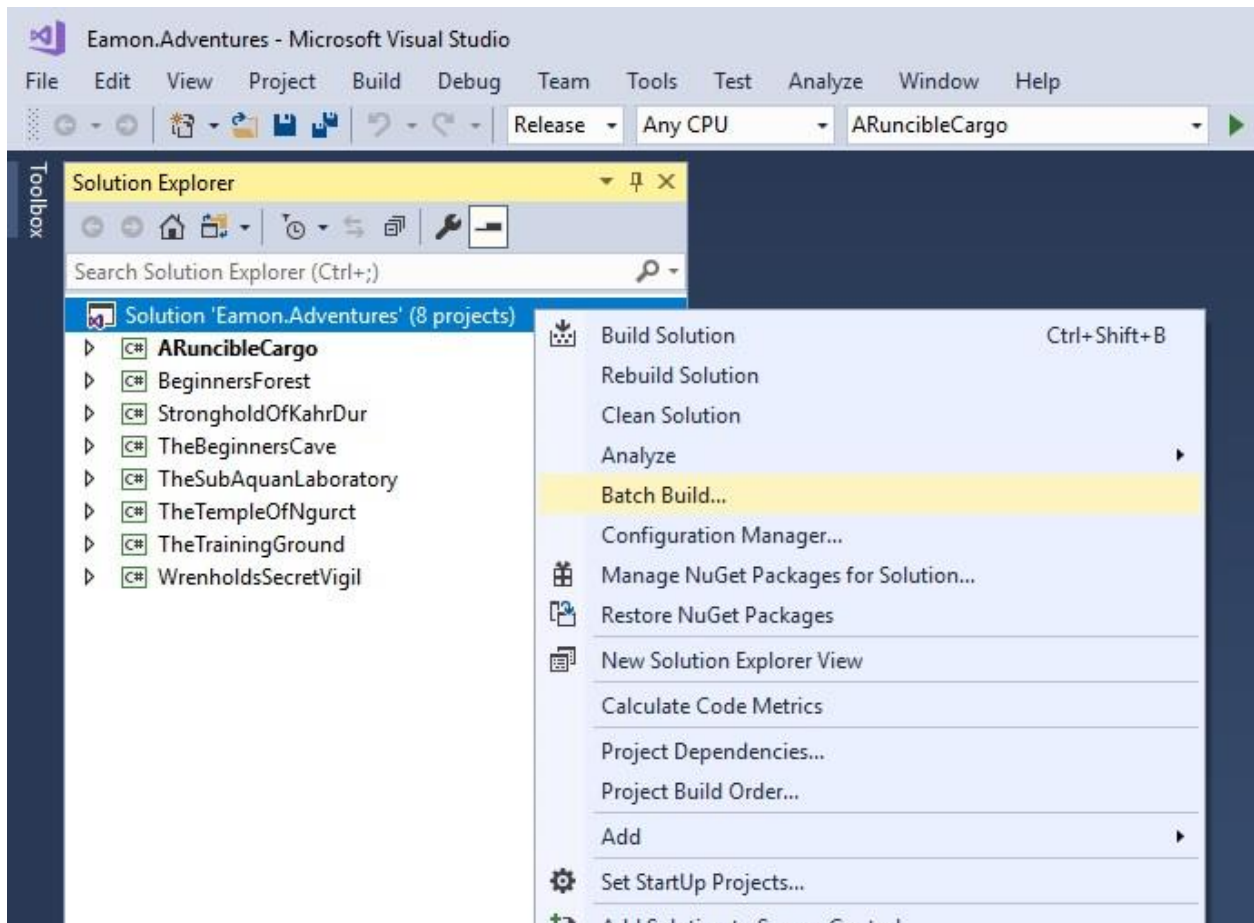 Eamon.Adventures - Microsoft Visual Studio
File Edit View Project Build Debug Team Tools Test Analyze Window Help
Release Any CPU ARuncibleCargo
Toolbox
Solution Explorer
Search Solution Explorer (Ctrl+;)
Solution 'Eamon.Adventures' (8 projects)
C# ARuncibleCargo
C# BeginnersForest
C# StrongholdOfKahrDur
C# TheBeginnersCave
C# TheSubAquanLaboratory
C# TheTempleOfNgurct
C# TheTrainingGround
C# WrenholdsSecretVigil
Build Solution Ctrl+Shift+B
Rebuild Solution
Clean Solution
Analyze
Batch Build...
Configuration Manager...
Manage NuGet Packages for Solution...
Restore NuGet Packages
New Solution Explorer View
Calculate Code Metrics
Project Dependencies...
Project Build Order...
Add
Set StartUp Projects...